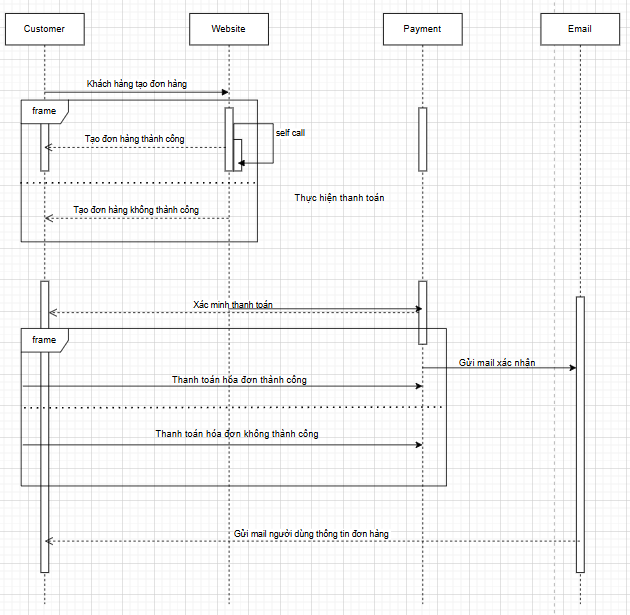 Customer
Website
Payment
Email
Khách hàng tạo đơn hàng
frame
self call
Tạo đơn hàng thành công
Thực hiện thanh toán
Tạo đơn hàng không thành công
Xác minh thanh toán
frame
Gửi mail xác nhận
Thanh toán hóa đơn thành công
Thanh toán hóa đơn không thành công
Gửi mail người dùng thông tin đơn hàng